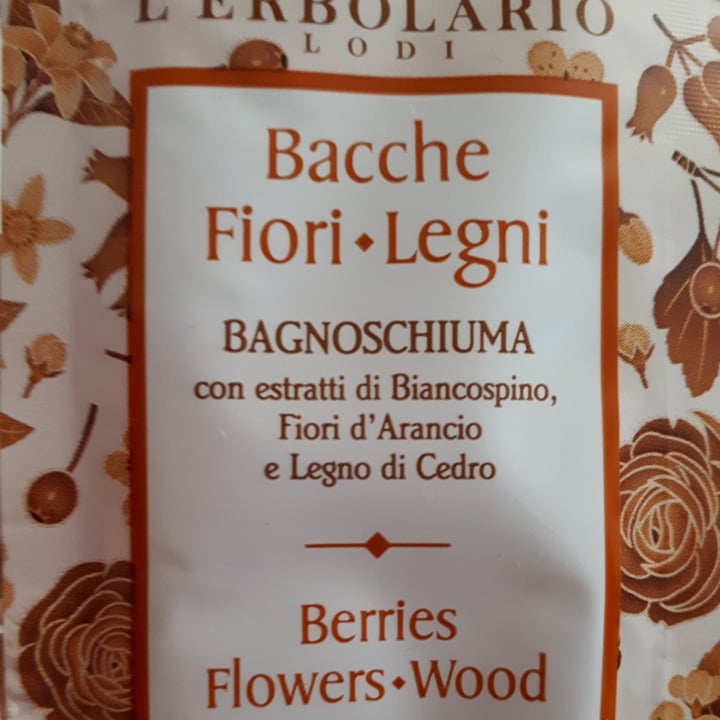 L'ERBOLARIO
LODI
Bacche
Fiori ⬥ Legni
BAGNOSCHIUMA
con estratti di Biancospino,
Fiori d'Arancio
e Legno di Cedro
Berries
Flowers ⬥ Wood